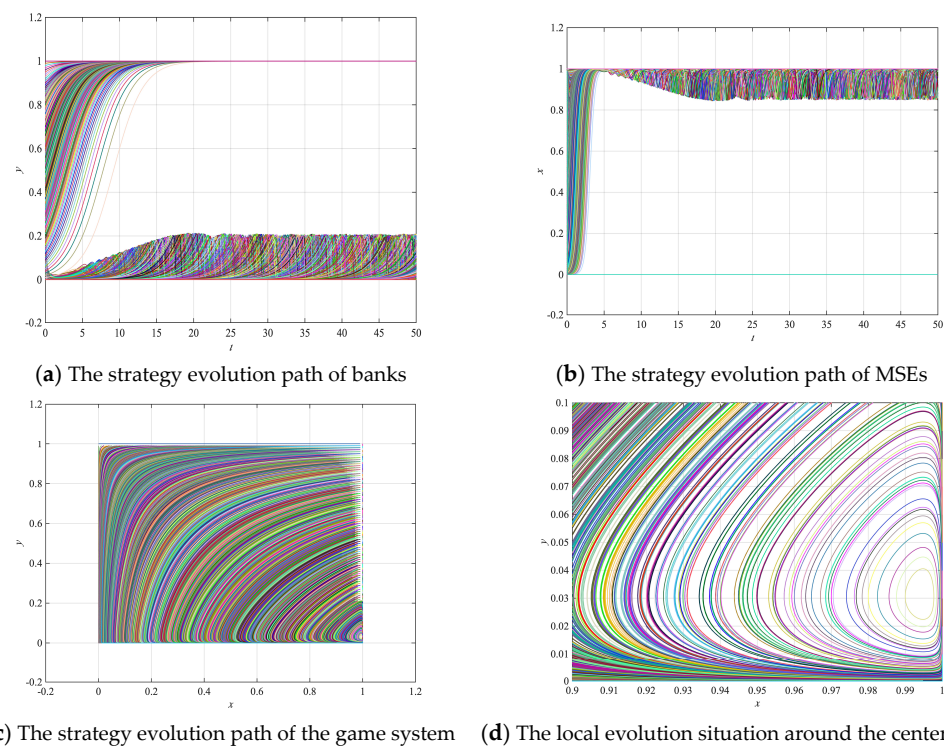 1.2
1
0.8
0.6
0.4
0.2
0
-0.2
y
0 5 10 15 20 25 30 35 40 45 50
t
1.2
1
0.8
0.6
0.4
0.2
0
-0.2
x
0 5 10 15 20 25 30 35 40 45 50
t
(a) The strategy evolution path of banks
(b) The strategy evolution path of MSEs
1.2
1
0.8
0.6
0.4
0.2
0
-0.2
y
-0.2 0 0.2 0.4 0.6 0.8 1 1.2
x
0.1
0.09
0.08
0.07
0.06
0.05
0.04
0.03
0.02
0.01
0
y
0.9 0.91 0.92 0.93 0.94 0.95 0.96 0.97 0.98 0.99 1
x
) The strategy evolution path of the game system
(d) The local evolution situation around the center